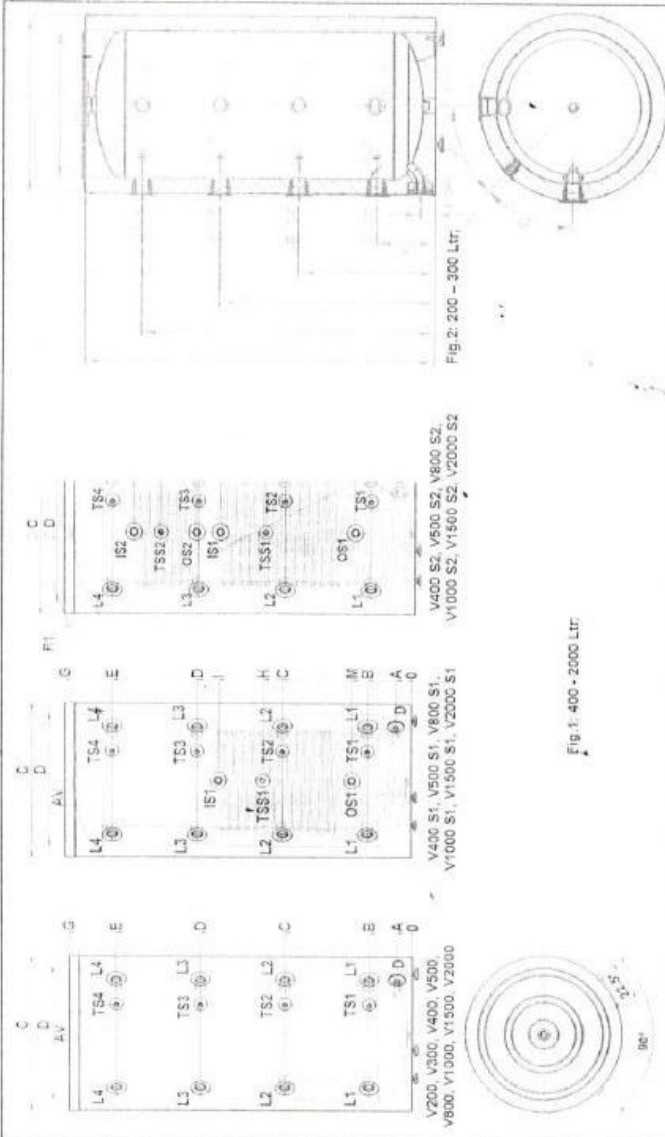 C
D
AV
G
L4
TS4
L4
E
L3
TS3
L3
D
L2
TS2
L2
C
L1
TS1
L1
B
D
A
0
V200, V300, V400, V500,
V800, V1000, V1500, V2000
22,5°
90°
C
D
AV
G
L4
TS4
L4
E
L3
TS3
L3
D
IS1
I
TSS1
H
L2
TS2
L2
C
OS1
M
L1
TS1
L1
B
D
A
0
V400 S1, V500 S1, V800 S1,
V1000 S1, V1500 S1, V2000 S1
C
D
L4
TS4
IS2
TSS2
L3
OS2
TS3
IS1
TSS1
L2
TS2
OS1
L1
TS1
V400 S2, V500 S2, V800 S2,
V1000 S2, V1500 S2, V2000 S2
Fig.1: 400 - 2000 Ltr;
Fig.2: 200 – 300 Ltr;